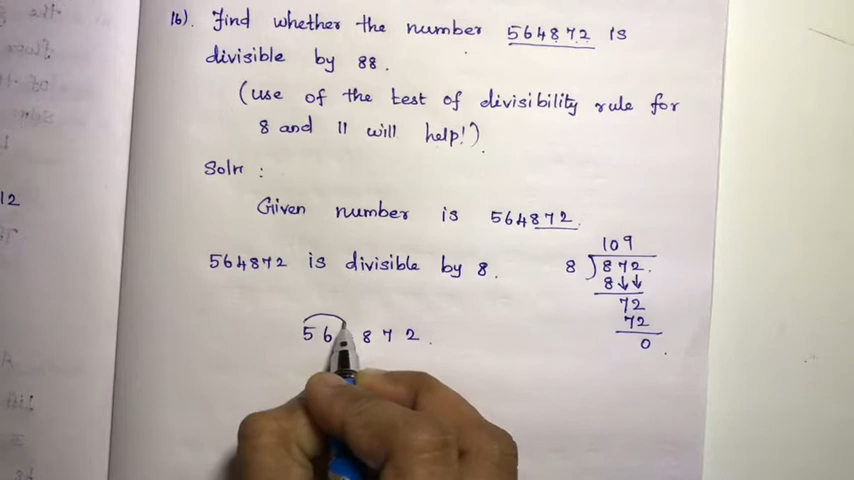 16). Find whether the number 564872 is
divisible by 88.
(use of the test of divisibility rule for
8 and 11 will help!).
Soln :
Given number is 564872.
109
564872 is divisible by 8. 8 ) 872.
8↓↓
72
72
0.
56 872.
12